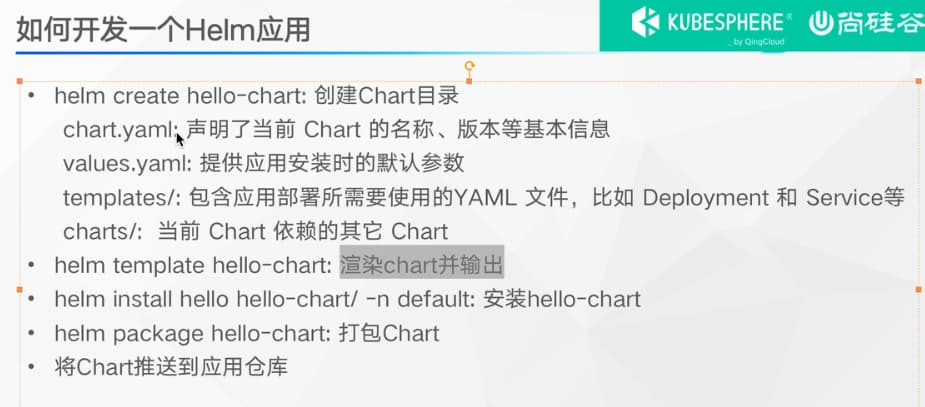 如何开发一个Helm应用
KUBESPHERE®
by QingCloud
尚硅谷
• helm create hello-chart: 创建Chart目录
chart.yaml: 声明了当前 Chart 的名称、版本等基本信息
values.yaml: 提供应用安装时的默认参数
templates/: 包含应用部署所需要使用的YAML 文件，比如 Deployment 和 Service等
charts/: 当前 Chart 依赖的其它 Chart
• helm template hello-chart: 渲染chart并输出
• helm install hello hello-chart/ -n default: 安装hello-chart
• helm package hello-chart: 打包Chart
• 将Chart推送到应用仓库